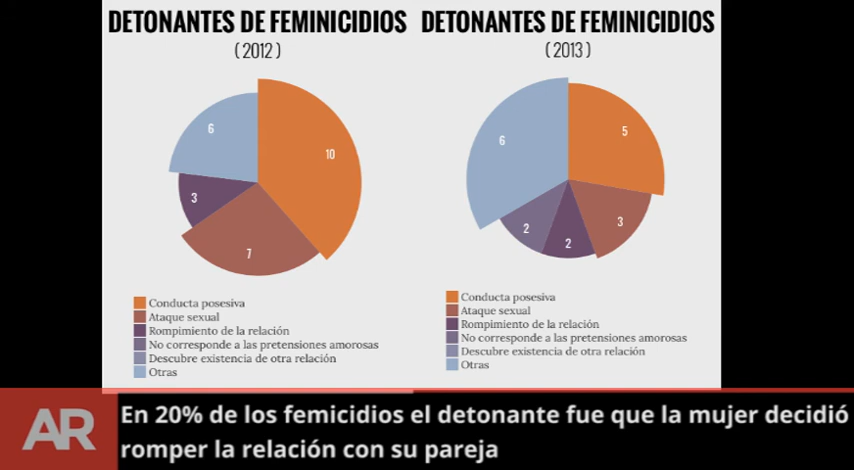 DETONANTES DE FEMINICIDIOS
(2012)
10
7
3
6
Conducta posesiva
Ataque sexual
Rompimiento de la relación
No corresponde a las pretensiones amorosas
Descubre existencia de otra relación
Otras
DETONANTES DE FEMINICIDIOS
(2013)
5
3
2
2
6
Conducta posesiva
Ataque sexual
Rompimiento de la relación
No corresponde a las pretensiones amorosas
Descubre existencia de otra relación
Otras
AR
En 20% de los femicidios el detonante fue que la mujer decidió
romper la relación con su pareja